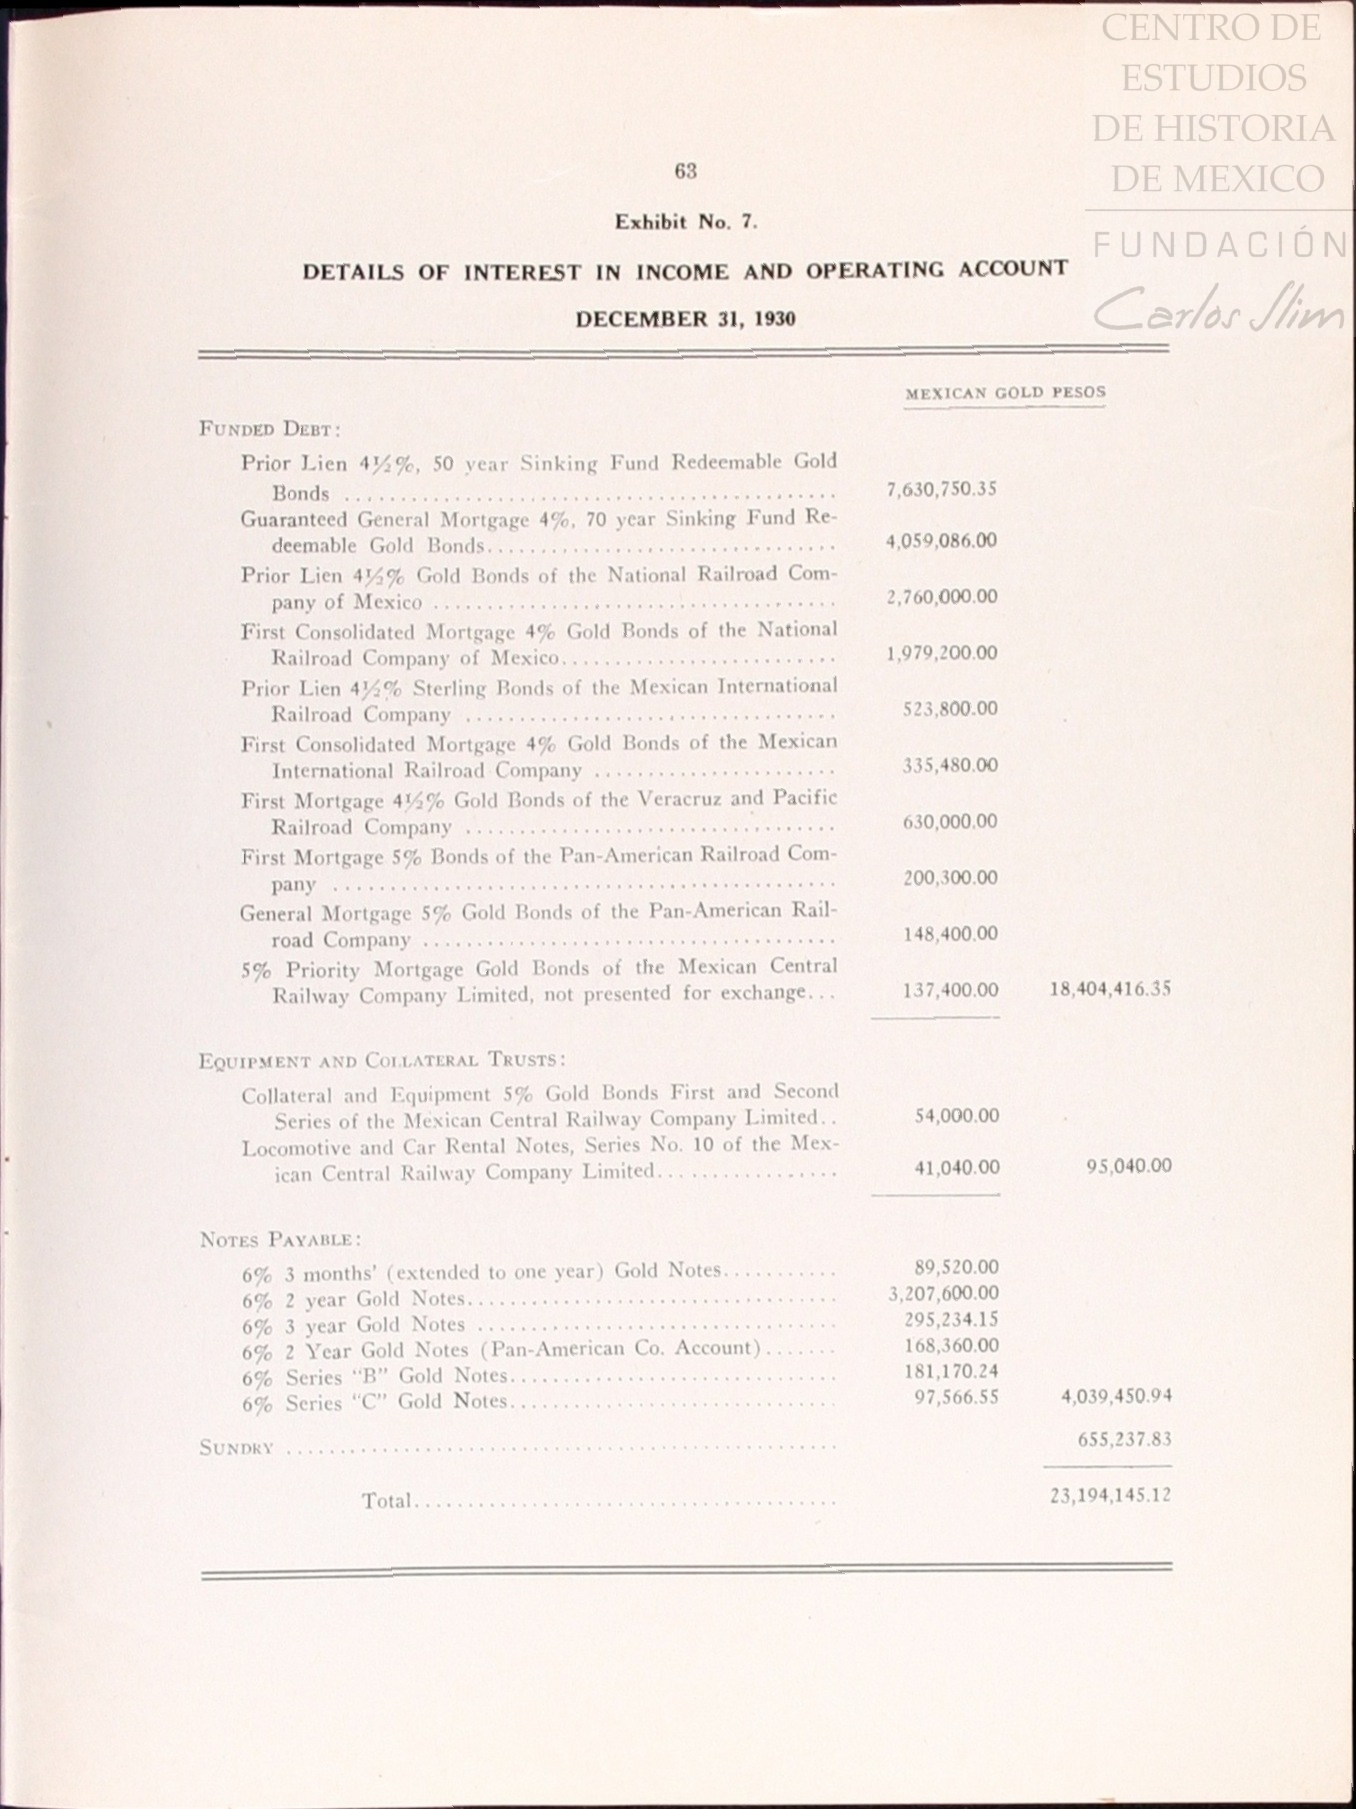 CENTRO DE
ESTUDIOS
DE HISTORIA
DE MEXICO
FUNDACIÓN
Carlos Slim
63
Exhibit No. 7.
DETAILS OF INTEREST IN INCOME AND OPERATING ACCOUNT
DECEMBER 31, 1930
MEXICAN GOLD PESOS
FUNDED DEBT:
Prior Lien 4½%, 50 year Sinking Fund Redeemable Gold
Bonds ............................................ 7,630,750.35
Guaranteed General Mortgage 4%, 70 year Sinking Fund Re-
deemable Gold Bonds................................ 4,059,086.00
Prior Lien 4½% Gold Bonds of the National Railroad Com-
pany of Mexico ..................................... 2,760,000.00
First Consolidated Mortgage 4% Gold Bonds of the National
Railroad Company of Mexico......................... 1,979,200.00
Prior Lien 4½% Sterling Bonds of the Mexican International
Railroad Company .................................. 523,800.00
First Consolidated Mortgage 4% Gold Bonds of the Mexican
International Railroad Company ...................... 335,480.00
First Mortgage 4½% Gold Bonds of the Veracruz and Pacific
Railroad Company .................................. 630,000.00
First Mortgage 5% Bonds of the Pan-American Railroad Com-
pany .............................................. 200,300.00
General Mortgage 5% Gold Bonds of the Pan-American Rail-
road Company ...................................... 148,400.00
5% Priority Mortgage Gold Bonds of the Mexican Central
Railway Company Limited, not presented for exchange... 137,400.00 18,404,416.35
EQUIPMENT AND COLLATERAL TRUSTS:
Collateral and Equipment 5% Gold Bonds First and Second
Series of the Mexican Central Railway Company Limited.. 54,000.00
Locomotive and Car Rental Notes, Series No. 10 of the Mex-
ican Central Railway Company Limited................. 41,040.00 95,040.00
NOTES PAYABLE:
6% 3 months' (extended to one year) Gold Notes........... 89,520.00
6% 2 year Gold Notes.................................. 3,207,600.00
6% 3 year Gold Notes ................................. 295,234.15
6% 2 Year Gold Notes (Pan-American Co. Account)....... 168,360.00
6% Series "B" Gold Notes.............................. 181,170.24
6% Series "C" Gold Notes.............................. 97,566.55 4,039,450.94
SUNDRY .................................................. 655,237.83
Total....................................... 23,194,145.12